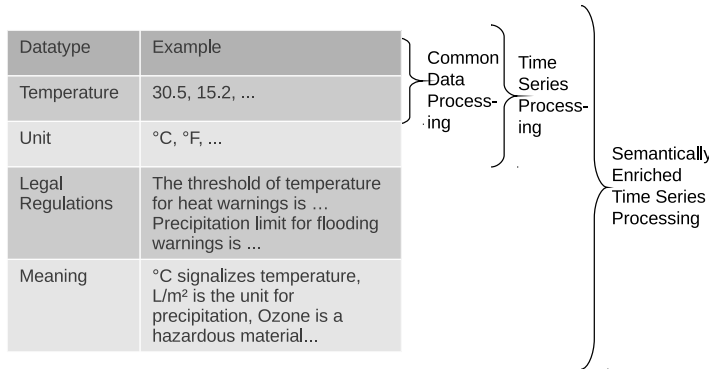 Datatype Example
Temperature 30.5, 15.2, ...
Unit °C, °F, ...
Legal Regulations The threshold of temperature
for heat warnings is …
Precipitation limit for flooding
warnings is ...
Meaning °C signalizes temperature,
L/m² is the unit for
precipitation, Ozone is a
hazardous material...
Common
Data
Process-
ing
Time
Series
Process-
ing
Semantically
Enriched
Time Series
Processing